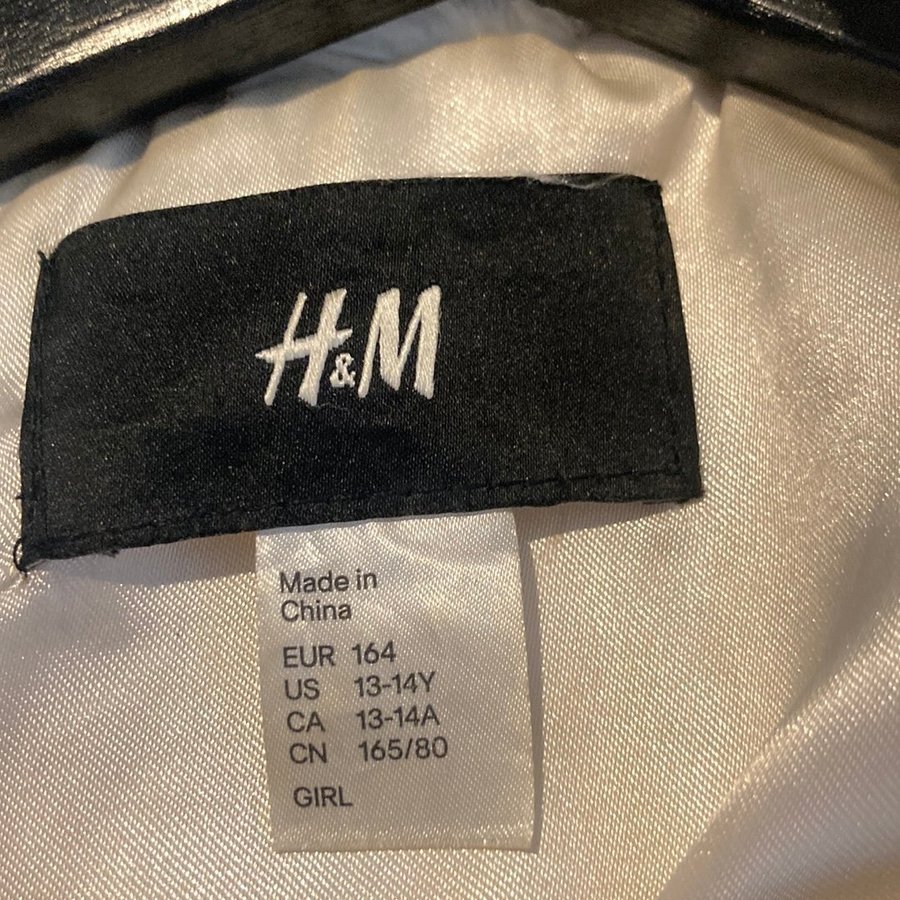 H&M
Made in
China
EUR 164
US 13-14Y
CA 13-14A
CN 165/80
GIRL